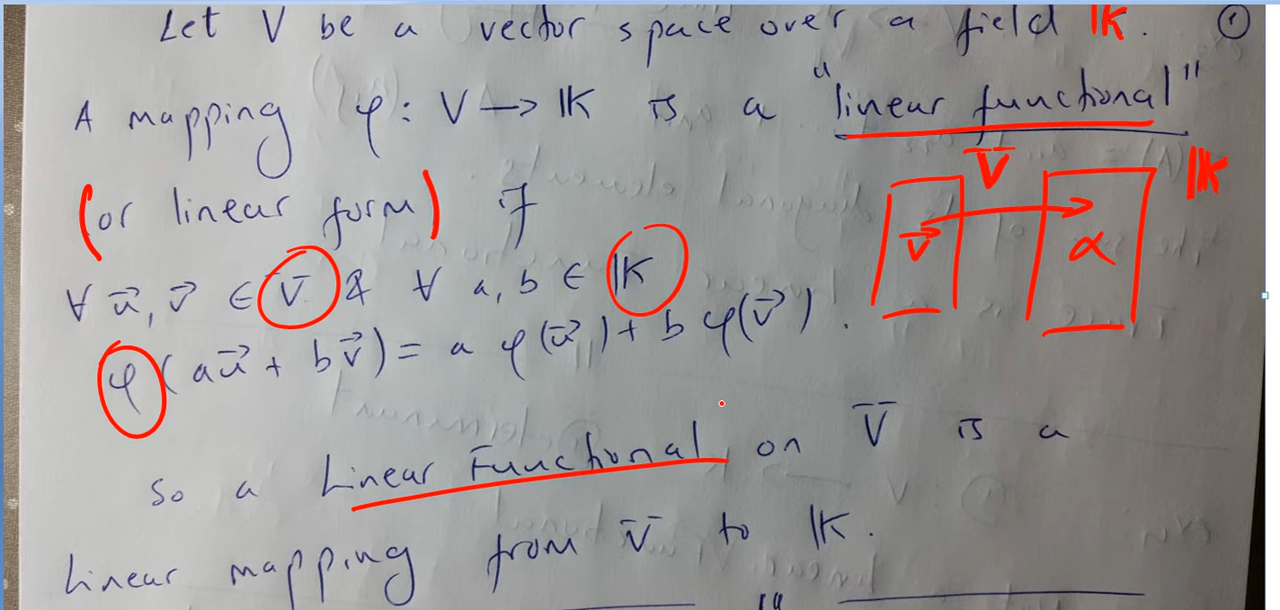 Let V be a vector space over a field 𝕂. ①
A mapping φ: V → 𝕂 is a "linear functional"
(or linear form) if
∀ u⃗, v⃗ ∈ V & ∀ a, b ∈ 𝕂
φ(au⃗ + bv⃗) = a φ(u⃗) + b φ(v⃗).
V 𝕂
v⃗ α
So a Linear Functional on V is a
Linear mapping from V to 𝕂.